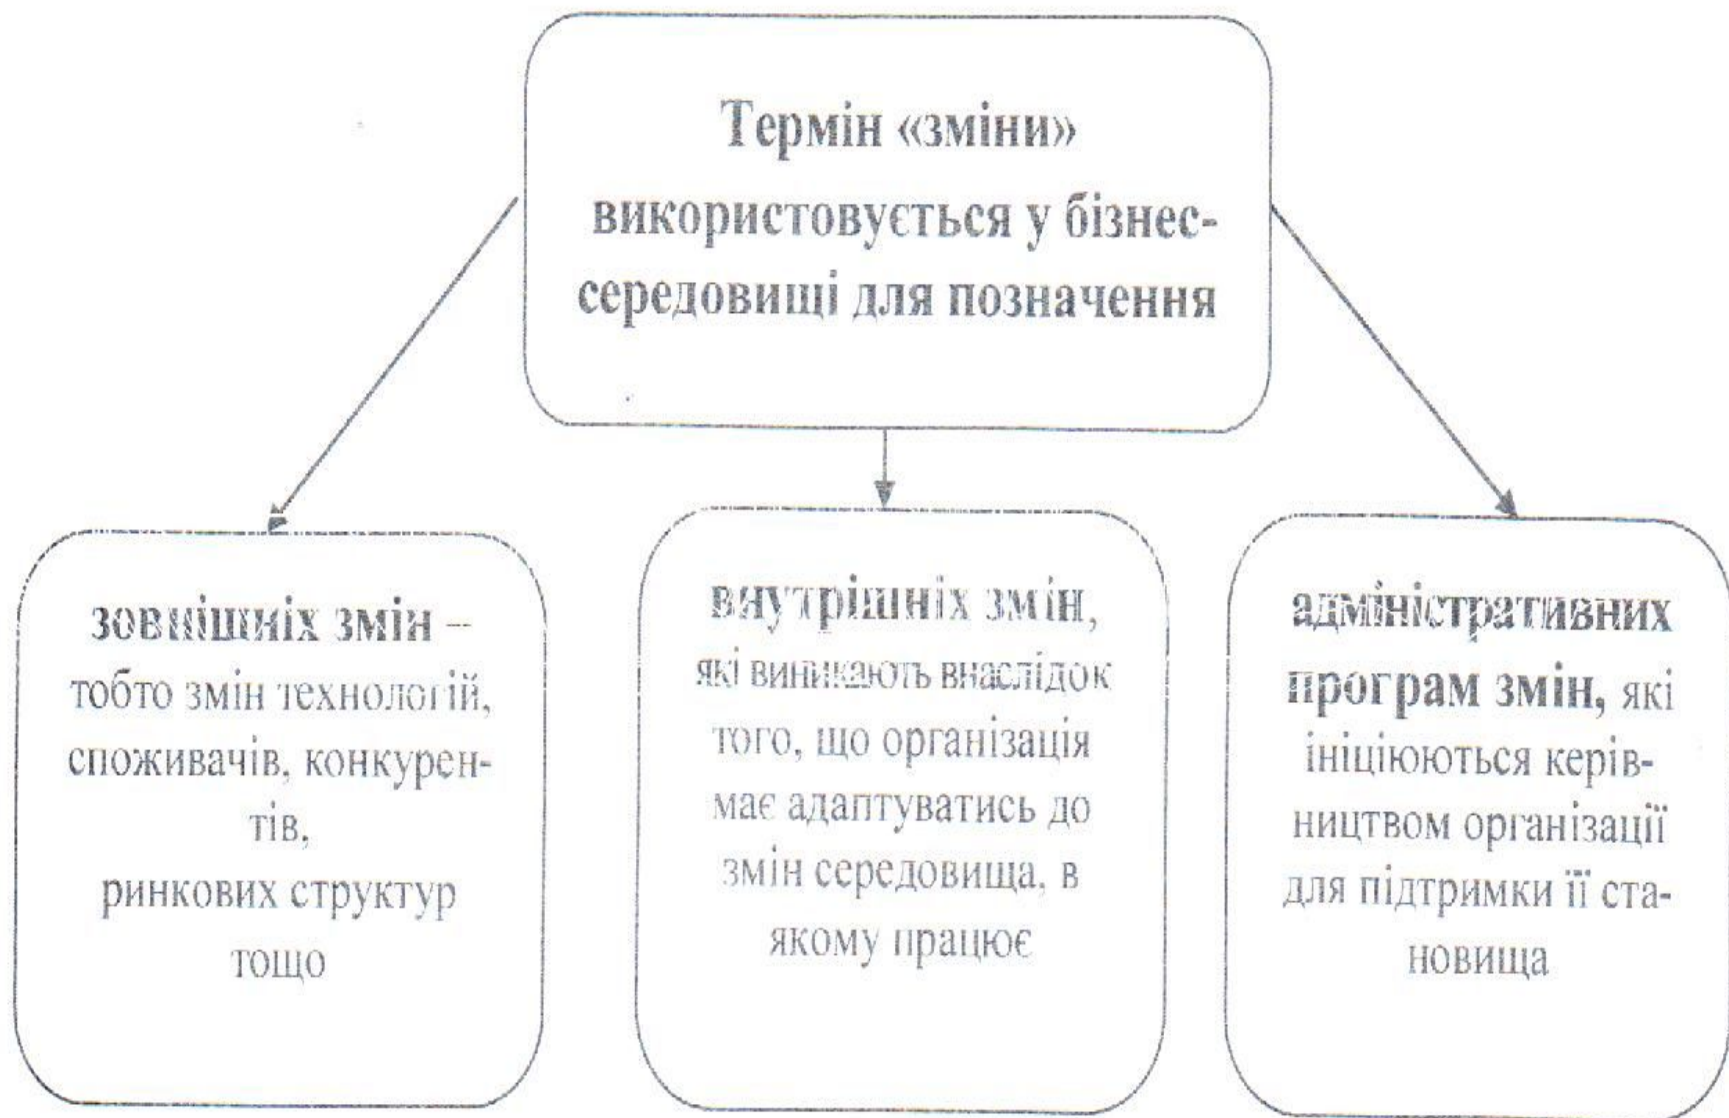 Термін «зміни»
використовується у бізнес-
середовищі для позначення
зовнішніх змін –
тобто змін технологій,
споживачів, конкурен-
тів,
ринкових структур
тощо
внутрішніх змін,
які виникають внаслідок
того, що організація
має адаптуватись до
змін середовища, в
якому працює
адміністративних
програм змін, які
ініціюються керів-
ництвом організації
для підтримки її ста-
новища